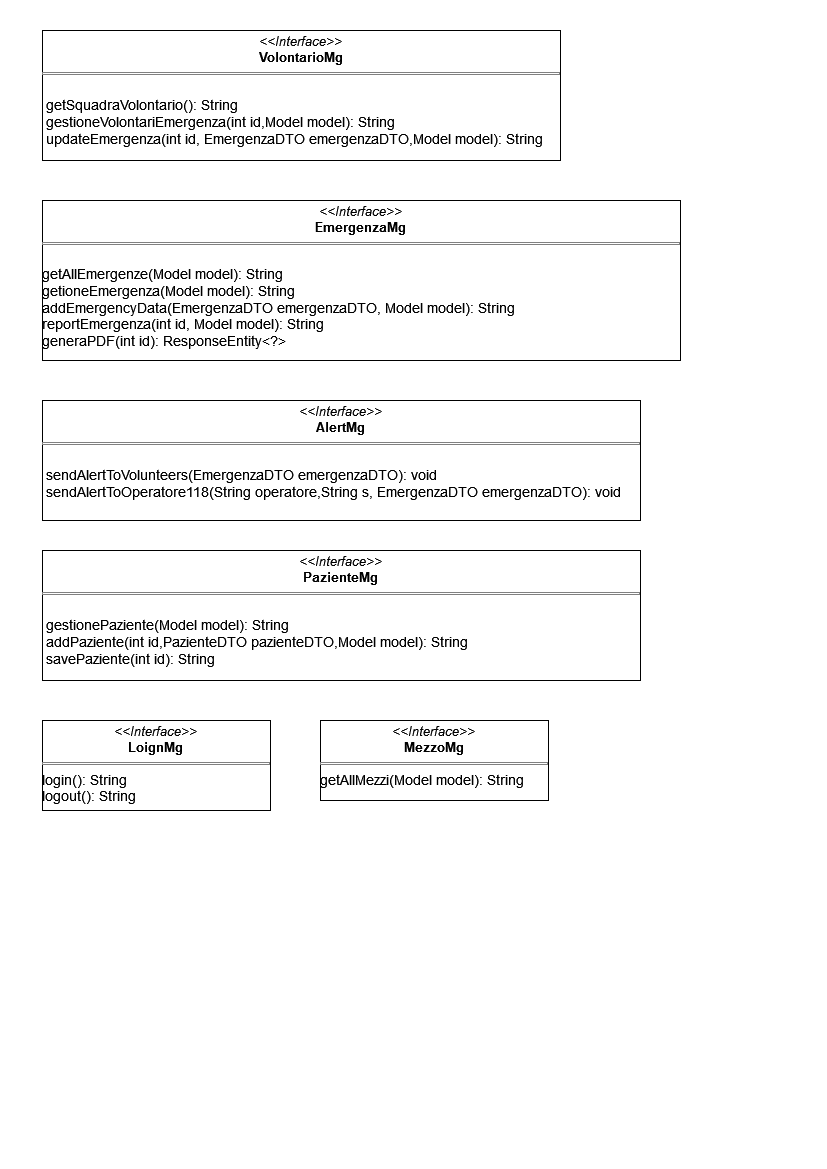 <<Interface>>
VolontarioMg
getSquadraVolontario(): String
gestioneVolontariEmergenza(int id,Model model): String
updateEmergenza(int id, EmergenzaDTO emergenzaDTO,Model model): String
<<Interface>>
EmergenzaMg
getAllEmergenze(Model model): String
getioneEmergenza(Model model): String
addEmergencyData(EmergenzaDTO emergenzaDTO, Model model): String
reportEmergenza(int id, Model model): String
generaPDF(int id): ResponseEntity<?>
<<Interface>>
AlertMg
sendAlertToVolunteers(EmergenzaDTO emergenzaDTO): void
sendAlertToOperatore118(String operatore,String s, EmergenzaDTO emergenzaDTO): void
<<Interface>>
PazienteMg
gestionePaziente(Model model): String
addPaziente(int id,PazienteDTO pazienteDTO,Model model): String
savePaziente(int id): String
<<Interface>>
LoignMg
login(): String
logout(): String
<<Interface>>
MezzoMg
getAllMezzi(Model model): String